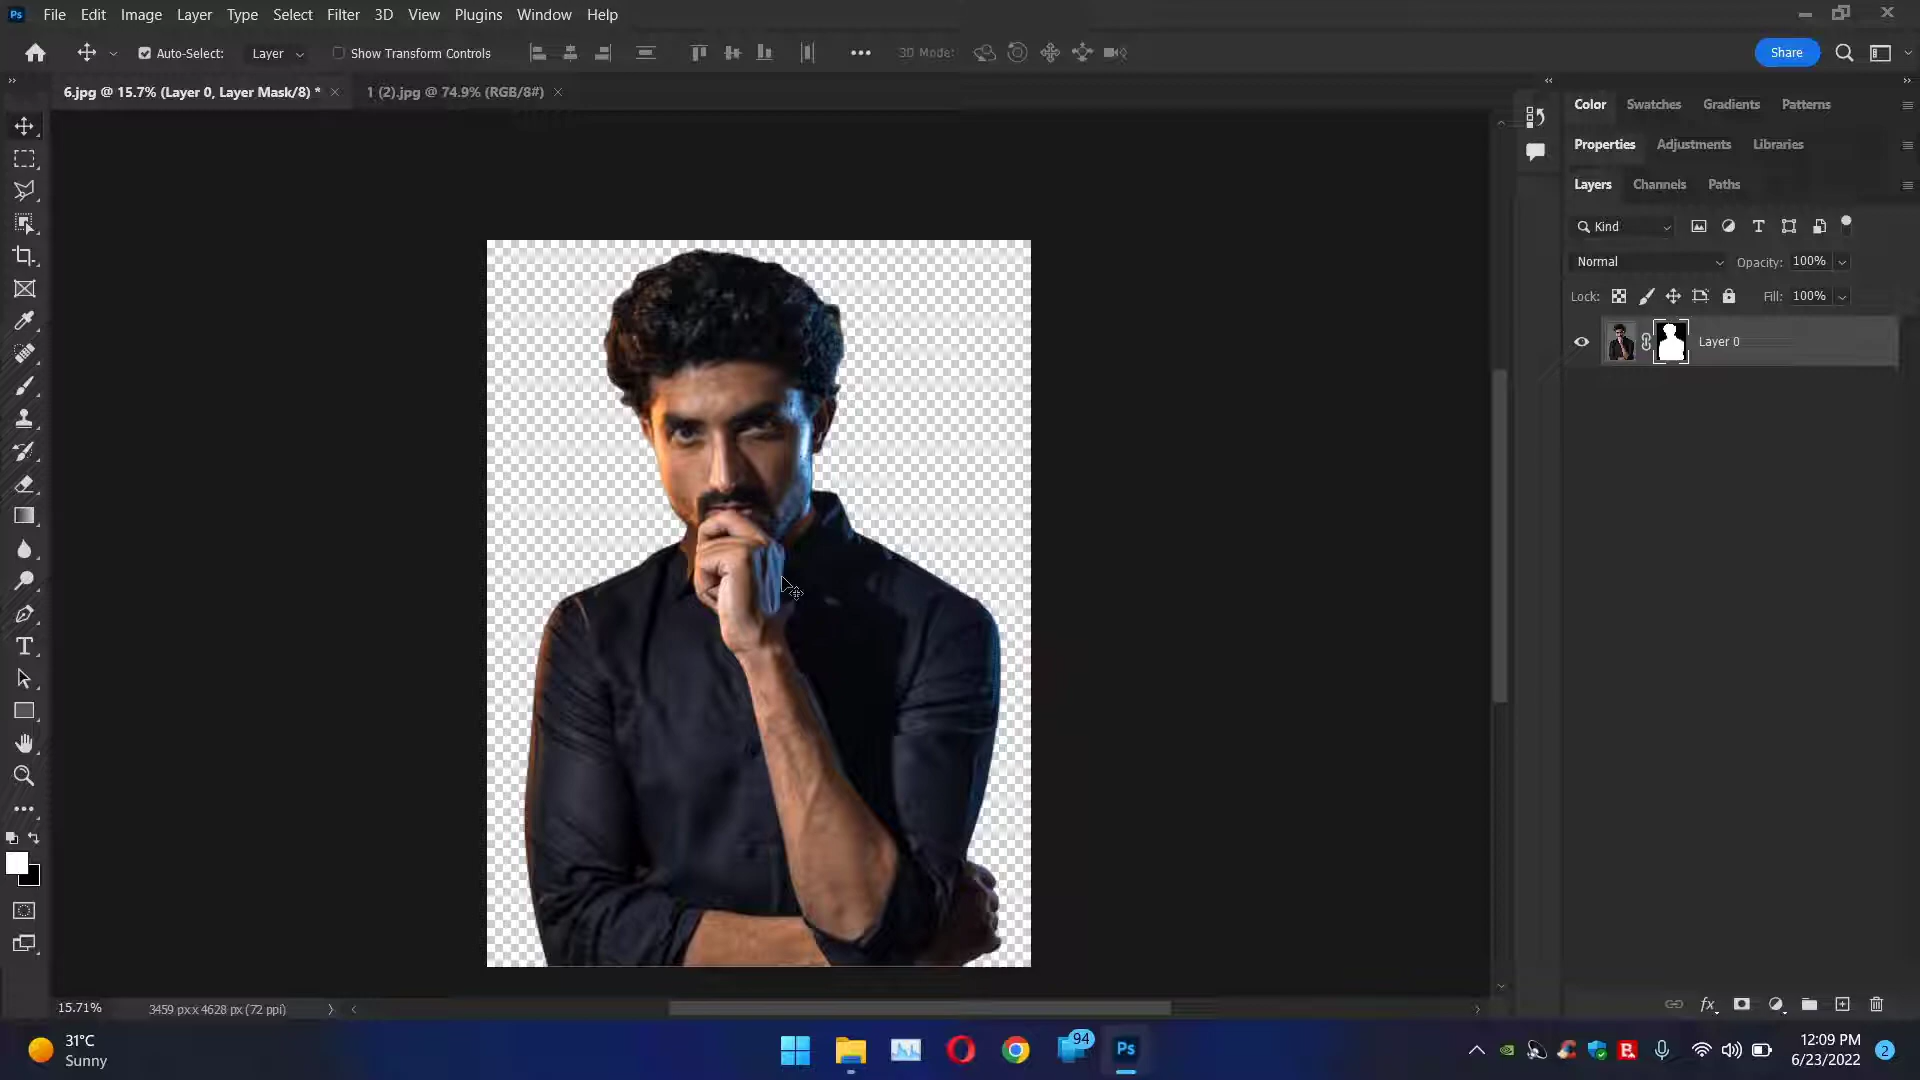 Ps File Edit Image Layer Type Select Filter 3D View Plugins Window Help
Auto-Select: Layer Show Transform Controls ••• 3D Mode: Share
6.jpg @ 15.7% (Layer 0, Layer Mask/8) * × 1 (2).jpg @ 74.9% (RGB/8#) ×
Color Swatches Gradients Patterns
Properties Adjustments Libraries
Layers Channels Paths
Kind
Normal Opacity: 100%
Lock: Fill: 100%
Layer 0
15.71% 3459 px x 4628 px (72 ppi)
31°C
Sunny
94
Ps
12:09 PM
6/23/2022
2